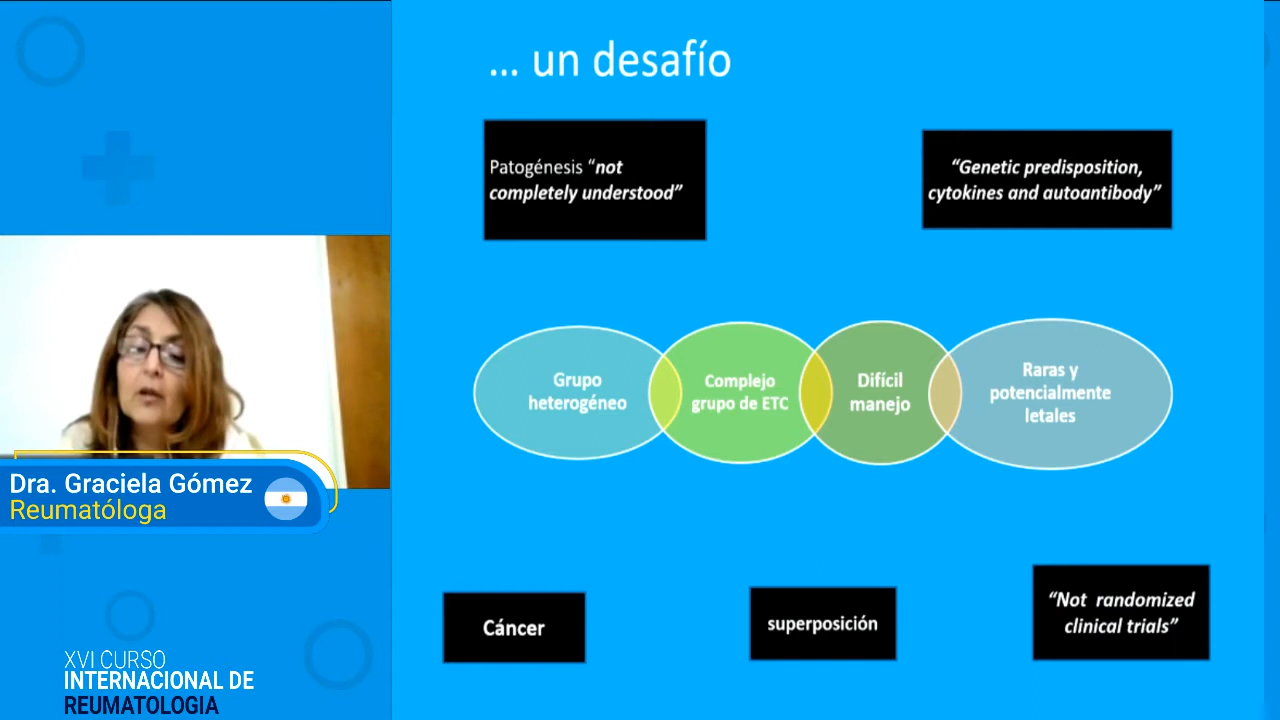 ... un desafío
Patogénesis “not
completely understood”
“Genetic predisposition,
cytokines and autoantibody”
Grupo
heterogéneo
Complejo
grupo de ETC
Difícil
manejo
Raras y
potencialmente
letales
Cáncer
superposición
“Not randomized
clinical trials”
Dra. Graciela Gómez
Reumatóloga
XVI CURSO
INTERNACIONAL DE
REUMATOLOGIA